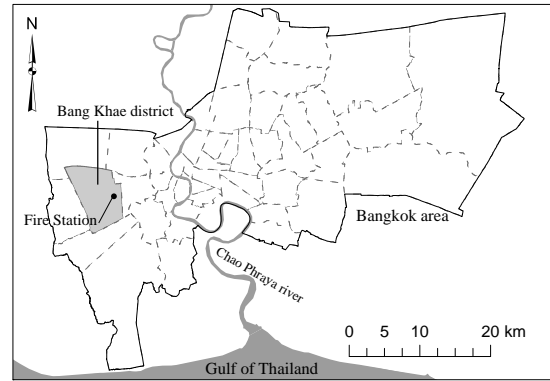 N
Bang Khae district
Fire Station
Bangkok area
Chao Phraya river
0 5 10 20 km
Gulf of Thailand